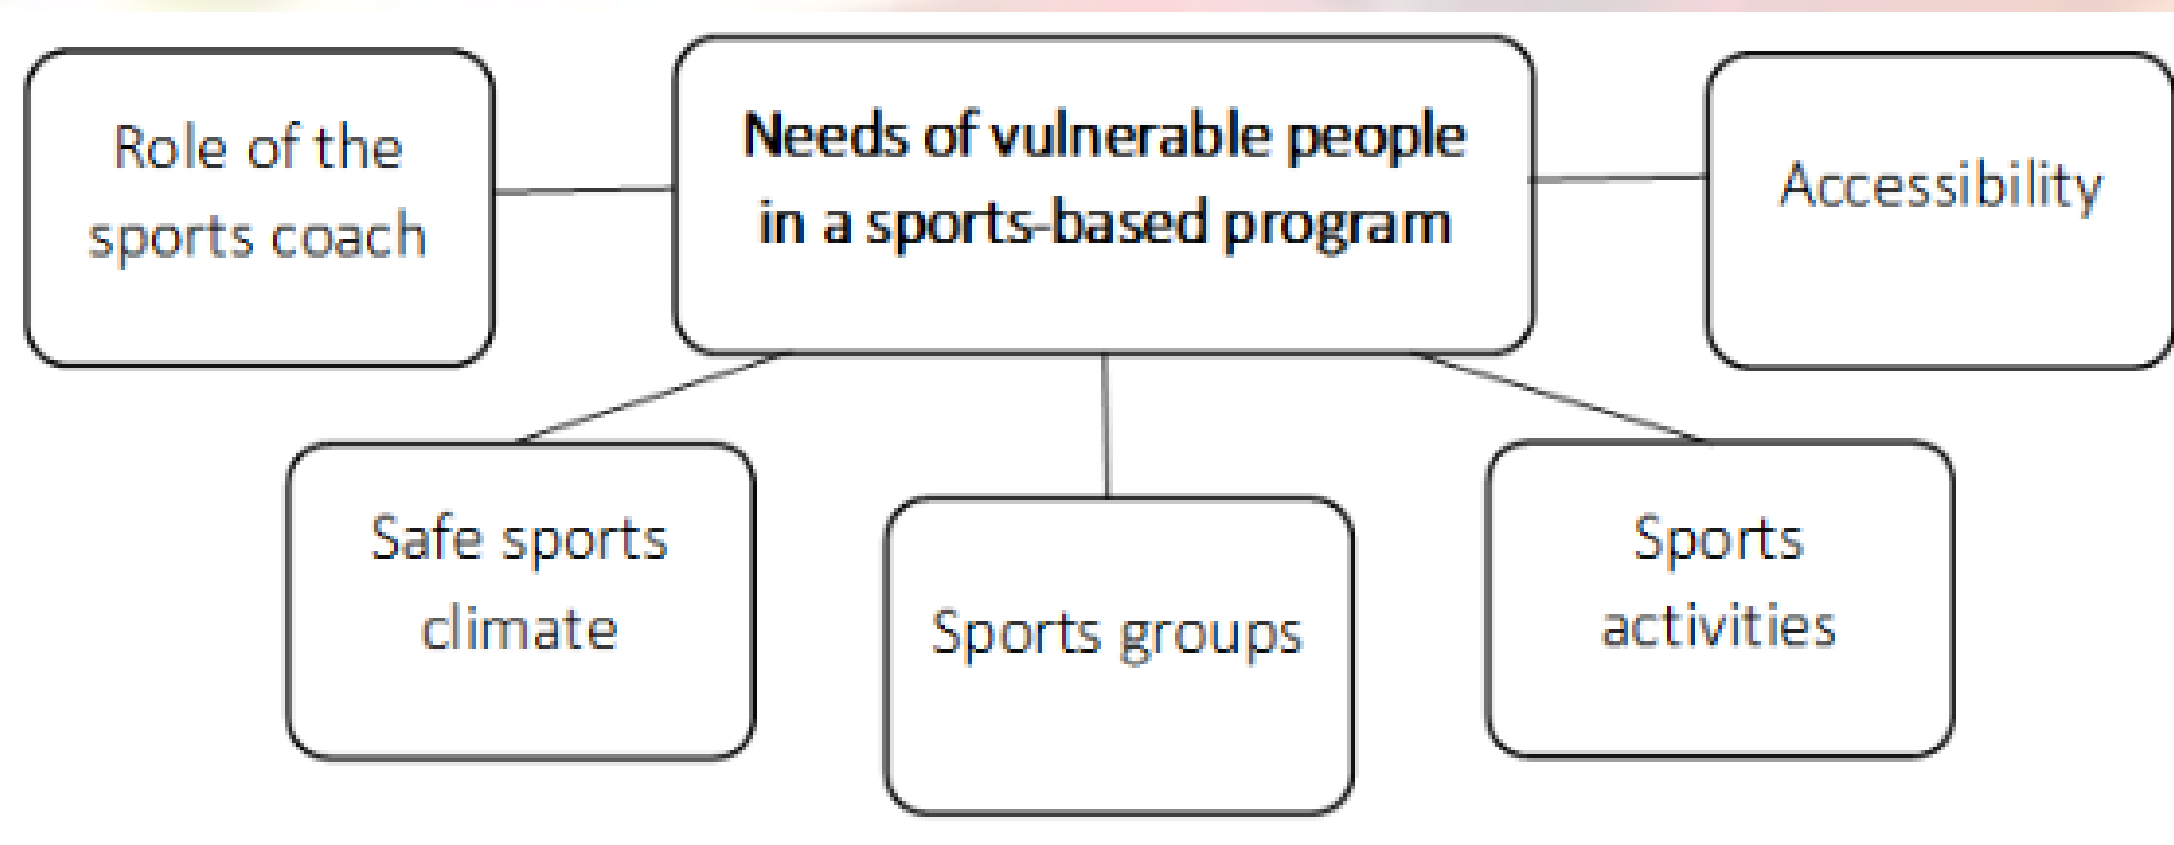 Role of the
sports coach
Needs of vulnerable people
in a sports-based program
Accessibility
Safe sports
climate
Sports groups
Sports
activities